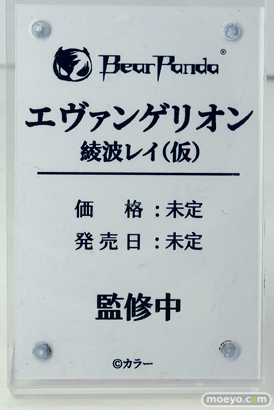 BearPanda®
エヴァンゲリオン
綾波レイ(仮)
価　格：未定
発売日：未定
監修中
©カラー
moeyo.com